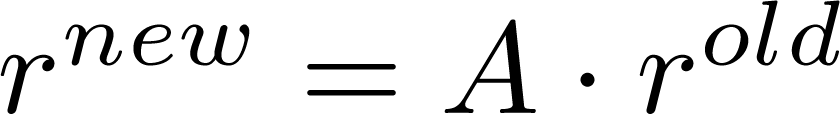 r^{new} = A · r^{old}